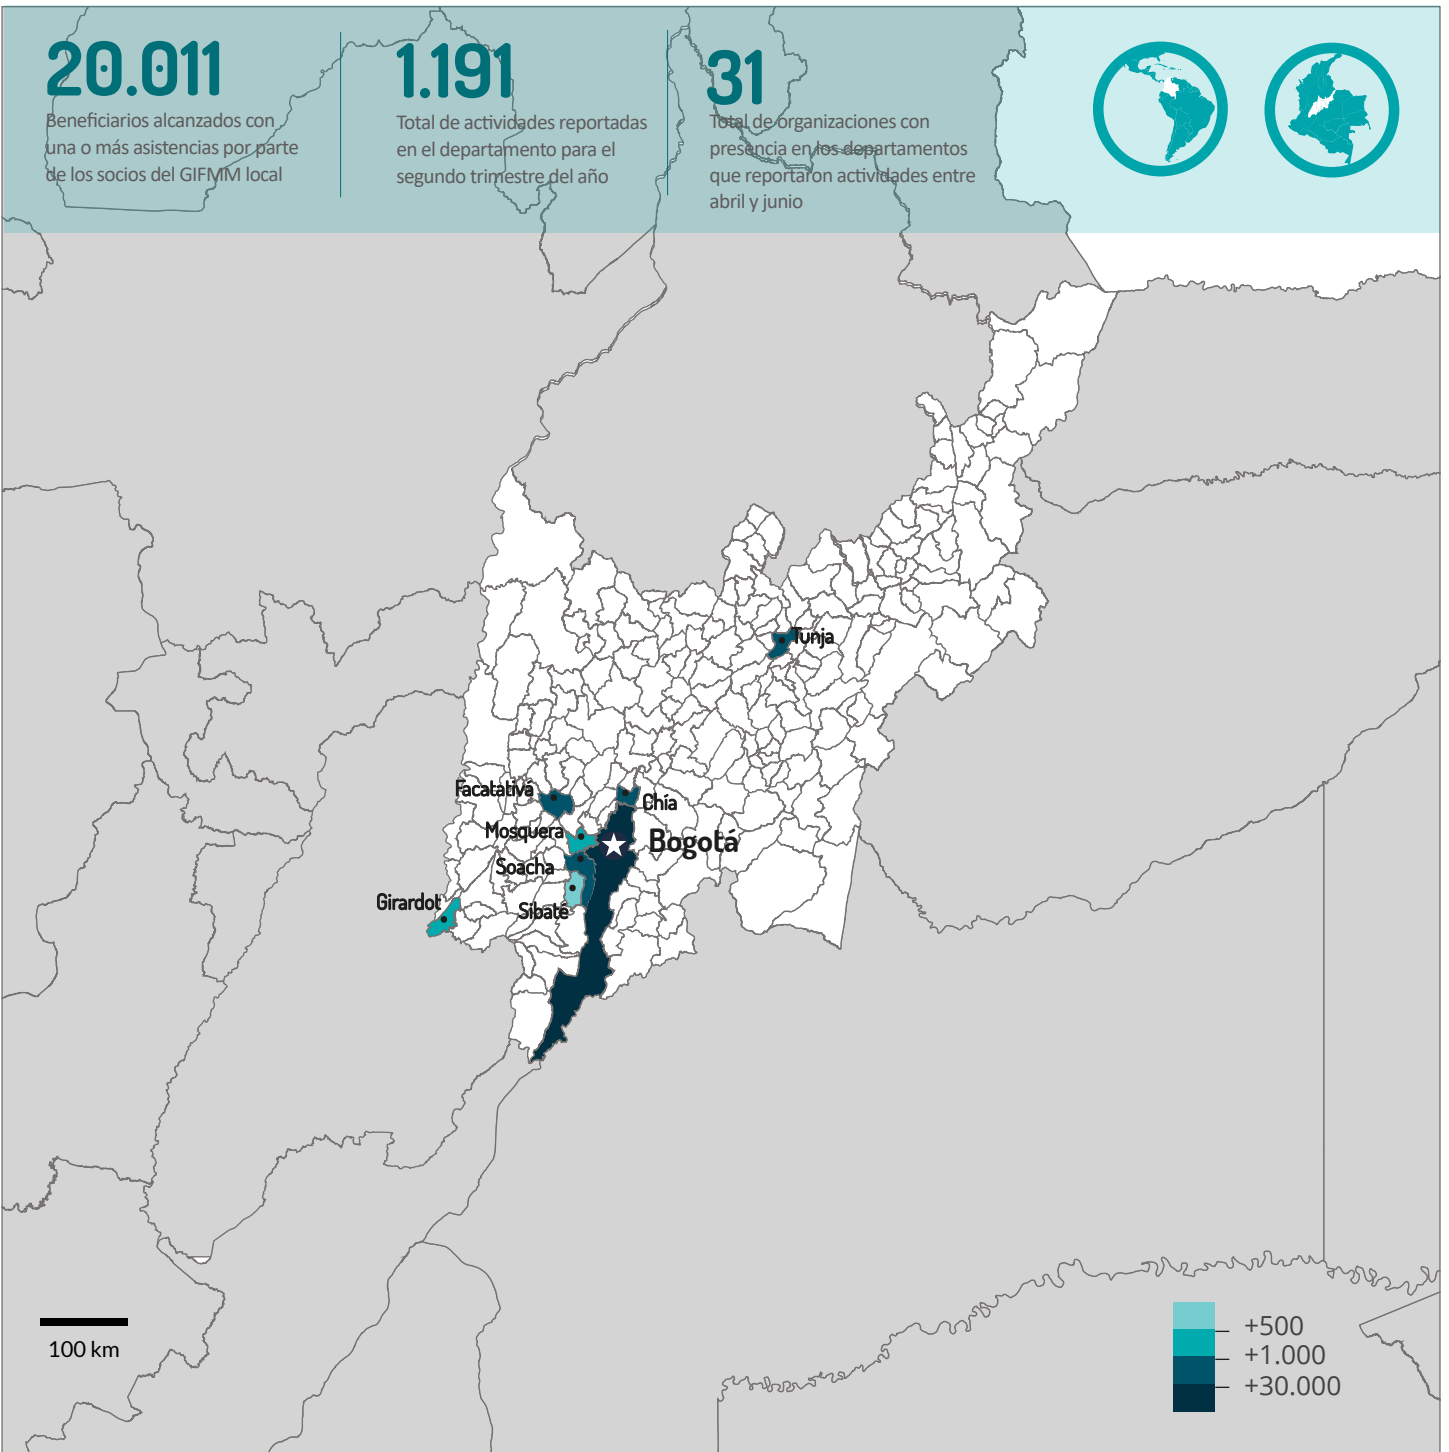 20.011
Beneficiarios alcanzados con
una o más asistencias por parte
de los socios del GIFMM local
1.191
Total de actividades reportadas
en el departamento para el
segundo trimestre del año
31
Total de organizaciones con
presencia en los departamentos
que reportaron actividades entre
abril y junio
Tunja
Facatativá
Chía
Mosquera
Bogotá
Soacha
Girardot
Sibaté
100 km
+500
+1.000
+30.000